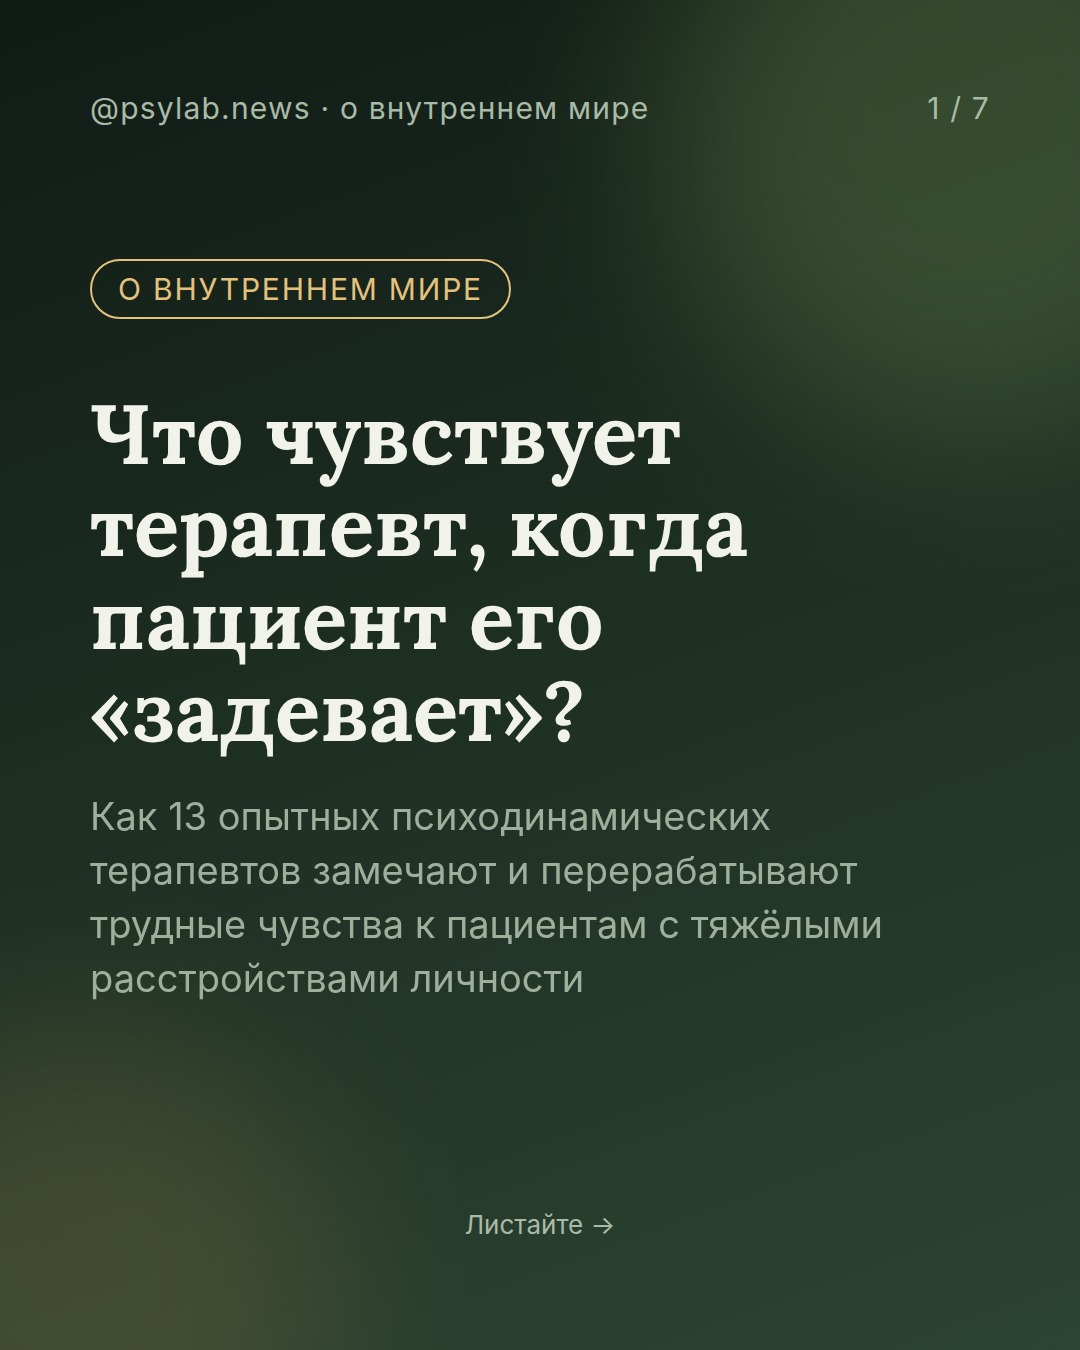 @psylab.news · о внутреннем мире
1 / 7
О ВНУТРЕННЕМ МИРЕ
Что чувствует
терапевт, когда
пациент его
«задевает»?
Как 13 опытных психодинамических
терапевтов замечают и перерабатывают
трудные чувства к пациентам с тяжёлыми
расстройствами личности
Листайте →